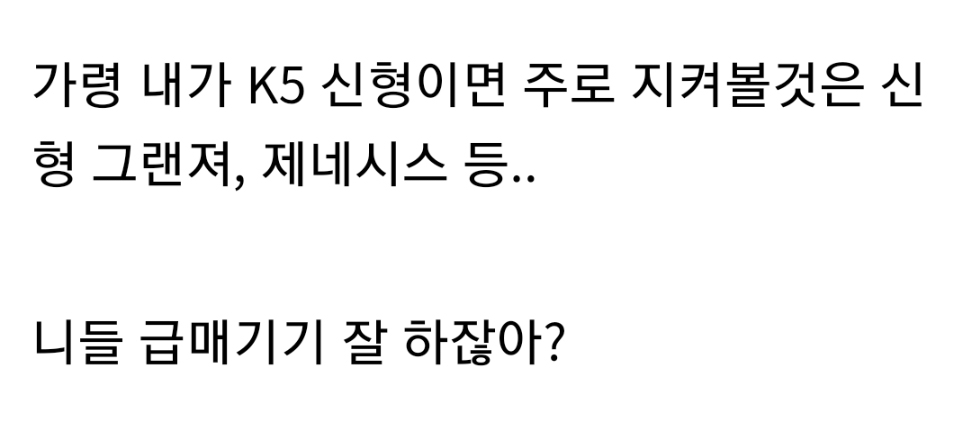 가령 내가 K5 신형이면 주로 지켜볼것은 신
형 그랜져, 제네시스 등..
니들 급매기기 잘 하잖아?